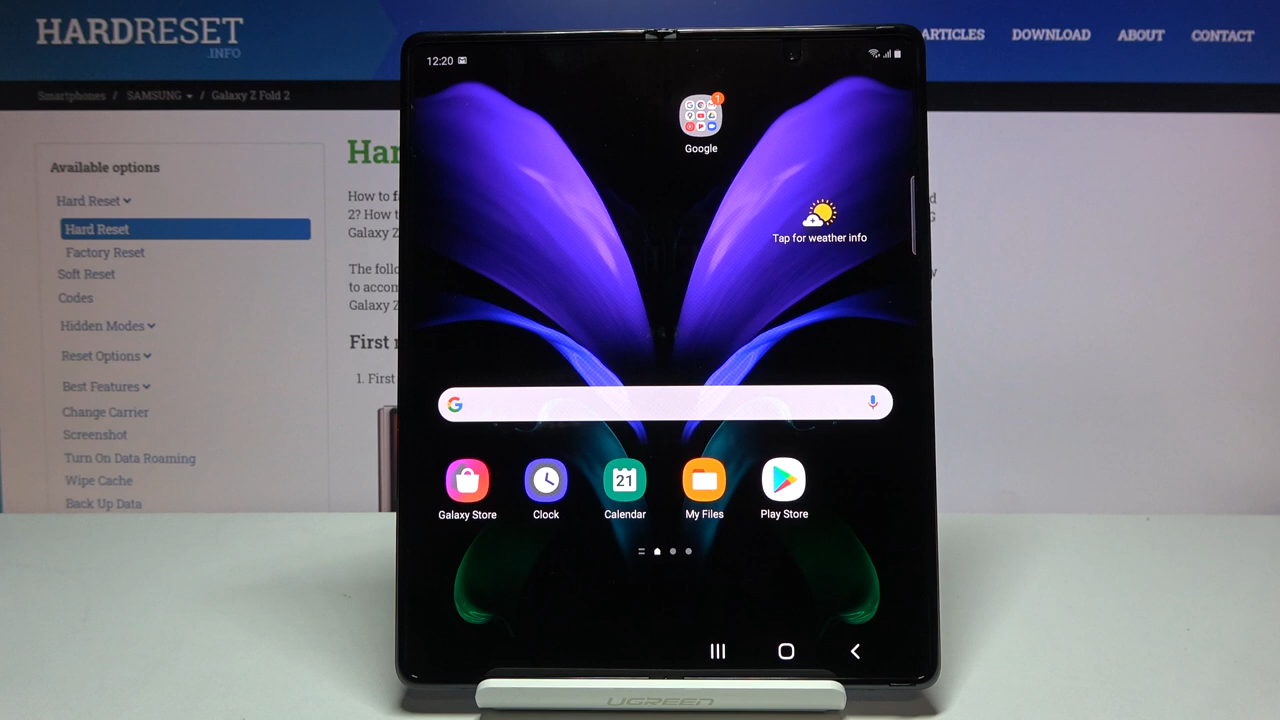 HARDRESET
.INFO
ARTICLES
DOWNLOAD
ABOUT
CONTACT
Smartphones / SAMSUNG / Galaxy Z Fold 2
Available options
Hard Reset
Hard Reset
Factory Reset
Soft Reset
Codes
Hidden Modes
Reset Options
Best Features
Change Carrier
Screenshot
Turn On Data Roaming
Wipe Cache
Back Up Data
Har
How to f
2? How t
Galaxy Z
The follo
to accom
Galaxy Z
First
1. First
12:20
1
Google
Tap for weather info
G
21
Galaxy Store
Clock
Calendar
My Files
Play Store
UGREEN